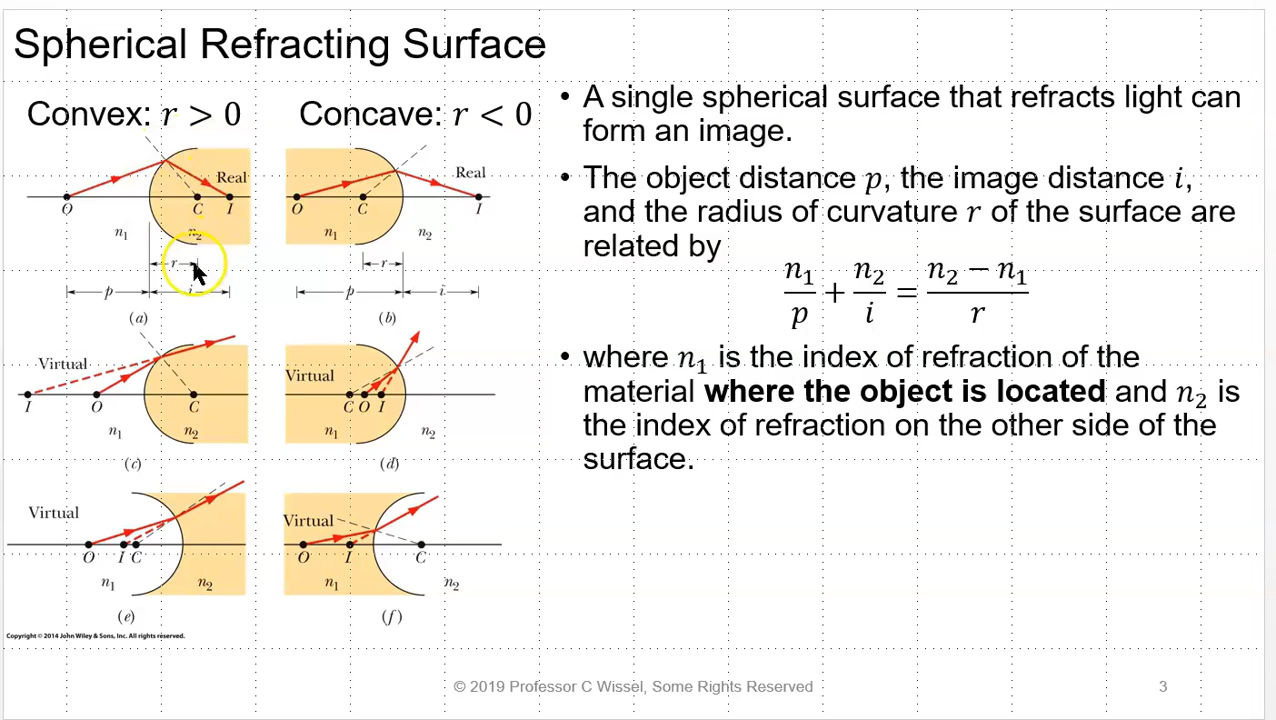 Spherical Refracting Surface
Convex: r > 0
Concave: r < 0
Real
O
C
I
n₁
n₂
r
p
i
(a)
Real
O
C
I
n₁
n₂
r
p
i
(b)
Virtual
I
O
C
n₁
n₂
(c)
Virtual
C O I
n₁
n₂
(d)
Virtual
O
I C
n₁
n₂
(e)
Virtual
O
I
C
n₁
n₂
(f)
Copyright © 2014 John Wiley & Sons, Inc. All rights reserved.
• A single spherical surface that refracts light can
form an image.
• The object distance p, the image distance i,
and the radius of curvature r of the surface are
related by
n₁/p + n₂/i = (n₂ − n₁)/r
• where n₁ is the index of refraction of the
material where the object is located and n₂ is
the index of refraction on the other side of the
surface.
© 2019 Professor C Wissel, Some Rights Reserved
3